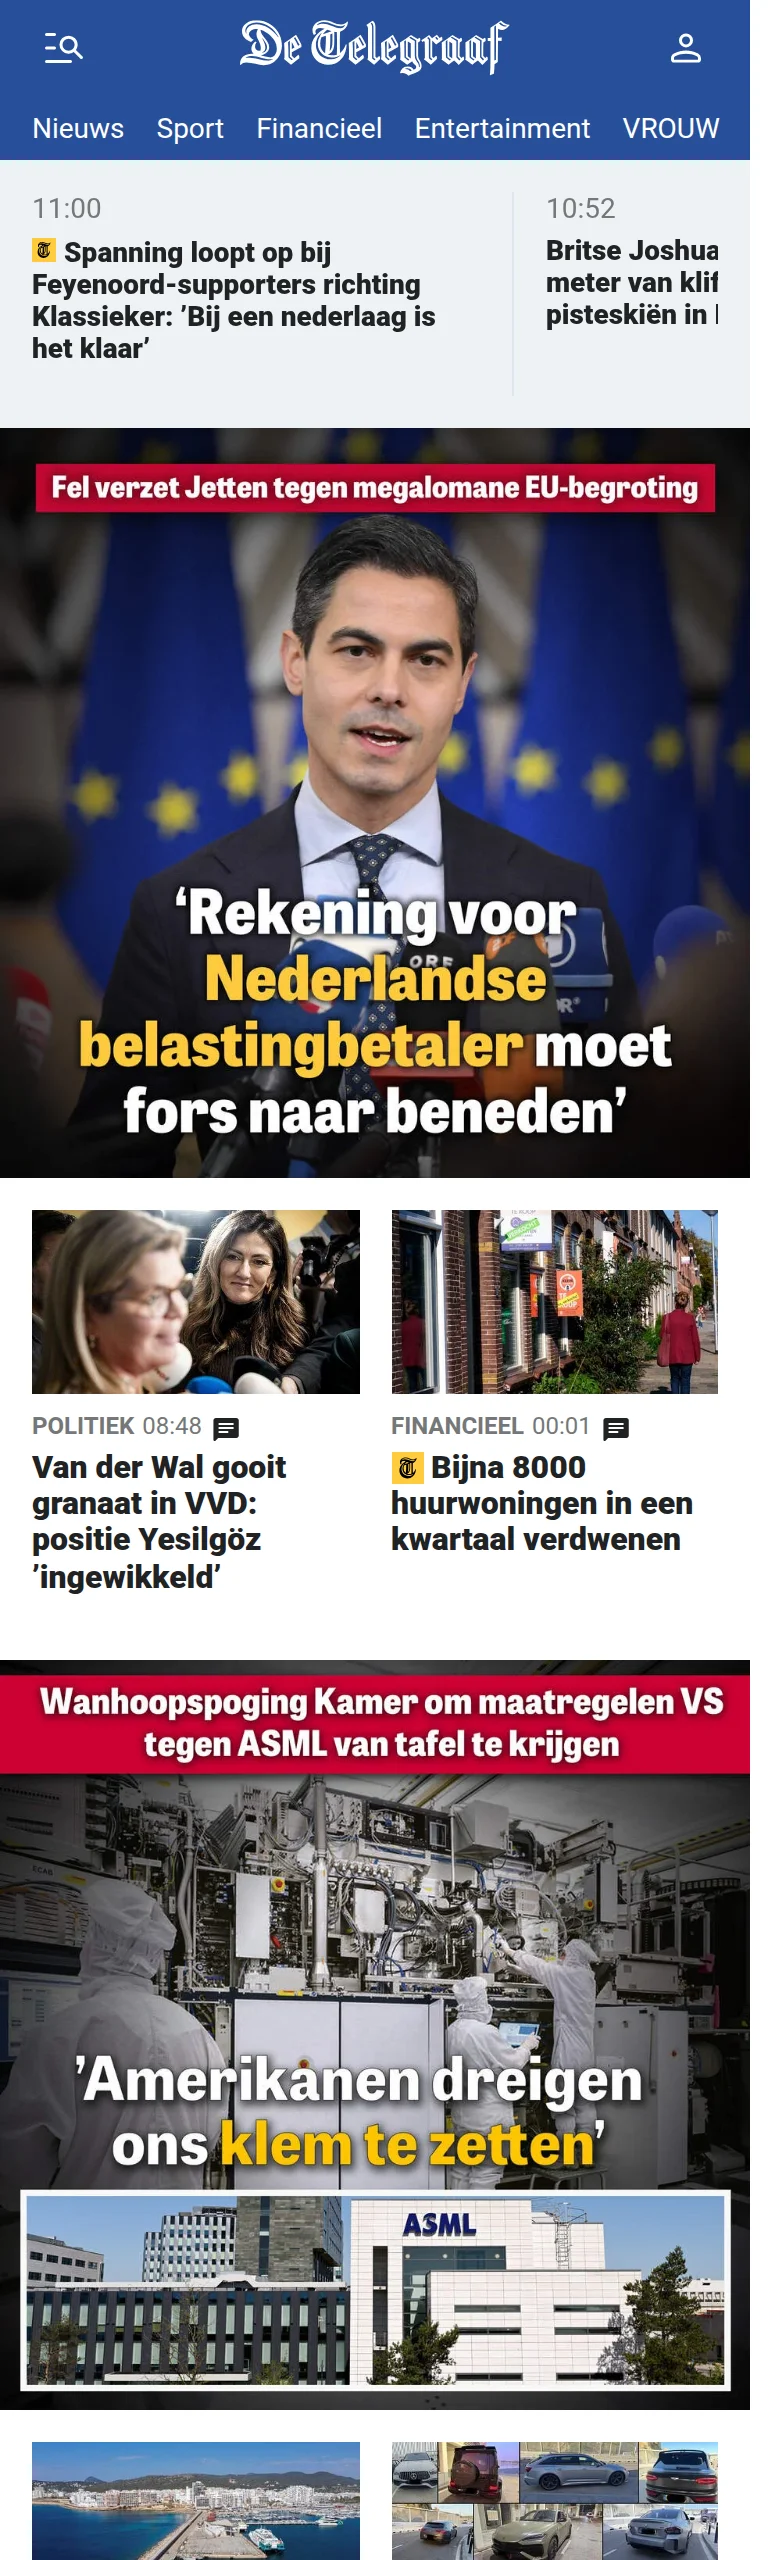 De Telegraaf
Nieuws Sport Financieel Entertainment VROUW
11:00
Spanning loopt op bij
Feyenoord-supporters richting
Klassieker: ’Bij een nederlaag is
het klaar’
10:52
Britse Joshua
meter van klif
pisteskiën in
Fel verzet Jetten tegen megalomane EU-begroting
ORF
‘Rekening voor
Nederlandse
belastingbetaler moet
fors naar beneden’
POLITIEK 08:48
Van der Wal gooit
granaat in VVD:
positie Yesilgöz
’ingewikkeld’
FINANCIEEL 00:01
Bijna 8000
huurwoningen in een
kwartaal verdwenen
Wanhoopspoging Kamer om maatregelen VS
tegen ASML van tafel te krijgen
’Amerikanen dreigen
ons klem te zetten’
ASML